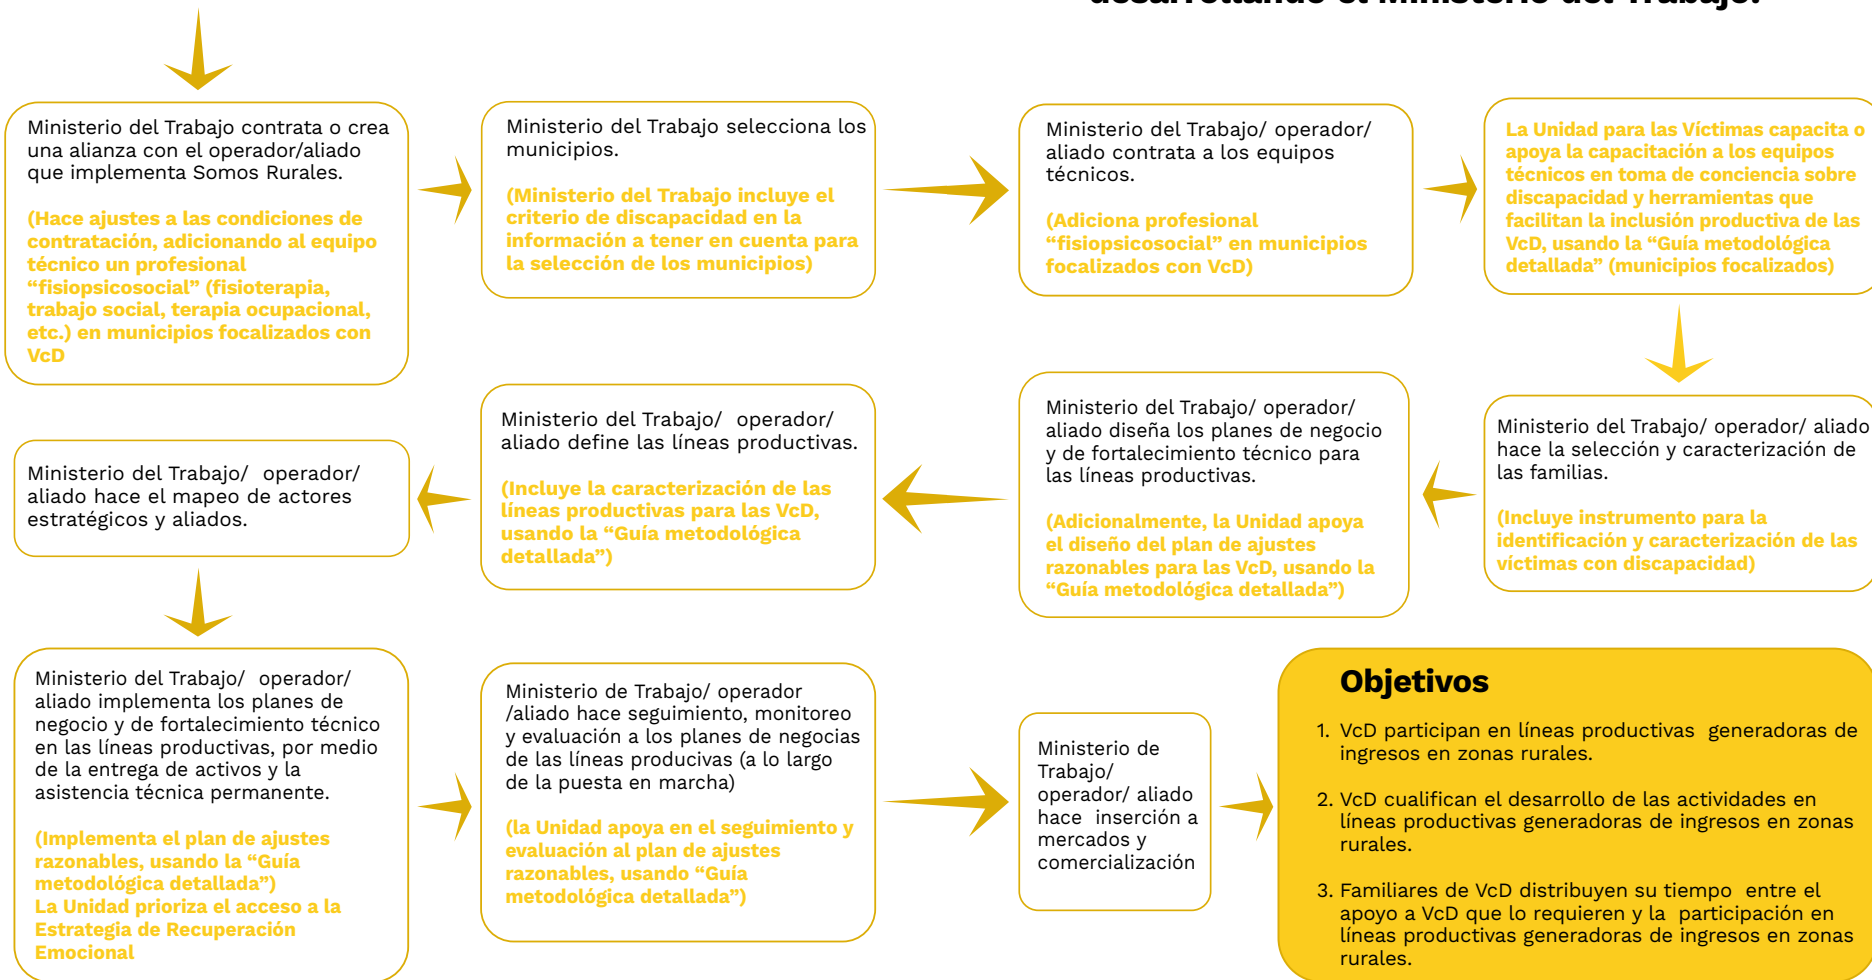 desarrollando el Ministerio del Trabajo.
Ministerio del Trabajo contrata o crea
una alianza con el operador/aliado
que implementa Somos Rurales.
(Hace ajustes a las condiciones de
contratación, adicionando al equipo
técnico un profesional
“fisiopsicosocial” (fisioterapia,
trabajo social, terapia ocupacional,
etc.) en municipios focalizados con
VcD
Ministerio del Trabajo selecciona los
municipios.
(Ministerio del Trabajo incluye el
criterio de discapacidad en la
información a tener en cuenta para
la selección de los municipios)
Ministerio del Trabajo/ operador/
aliado contrata a los equipos
técnicos.
(Adiciona profesional
“fisiopsicosocial” en municipios
focalizados con VcD)
La Unidad para las Víctimas capacita o
apoya la capacitación a los equipos
técnicos en toma de conciencia sobre
discapacidad y herramientas que
facilitan la inclusión productiva de las
VcD, usando la “Guía metodológica
detallada” (municipios focalizados)
Ministerio del Trabajo/ operador/ aliado
hace la selección y caracterización de
las familias.
(Incluye instrumento para la
identificación y caracterización de las
víctimas con discapacidad)
Ministerio del Trabajo/ operador/
aliado diseña los planes de negocio
y de fortalecimiento técnico para
las líneas productivas.
(Adicionalmente, la Unidad apoya
el diseño del plan de ajustes
razonables para las VcD, usando la
“Guía metodológica detallada”)
Ministerio del Trabajo/ operador/
aliado define las líneas productivas.
(Incluye la caracterización de las
líneas productivas para las VcD,
usando la “Guía metodológica
detallada”)
Ministerio del Trabajo/ operador/
aliado hace el mapeo de actores
estratégicos y aliados.
Ministerio del Trabajo/ operador/
aliado implementa los planes de
negocio y de fortalecimiento técnico
en las líneas productivas, por medio
de la entrega de activos y la
asistencia técnica permanente.
(Implementa el plan de ajustes
razonables, usando la “Guía
metodológica detallada”)
La Unidad prioriza el acceso a la
Estrategia de Recuperación
Emocional
Ministerio de Trabajo/ operador
/aliado hace seguimiento, monitoreo
y evaluación a los planes de negocias
de las líneas producivas (a lo largo
de la puesta en marcha)
(la Unidad apoya en el seguimiento y
evaluación al plan de ajustes
razonables, usando “Guía
metodológica detallada”)
Ministerio de
Trabajo/
operador/ aliado
hace inserción a
mercados y
comercialización
Objetivos
1. VcD participan en líneas productivas generadoras de
ingresos en zonas rurales.
2. VcD cualifican el desarrollo de las actividades en
líneas productivas generadoras de ingresos en zonas
rurales.
3. Familiares de VcD distribuyen su tiempo entre el
apoyo a VcD que lo requieren y la participación en
líneas productivas generadoras de ingresos en zonas
rurales.